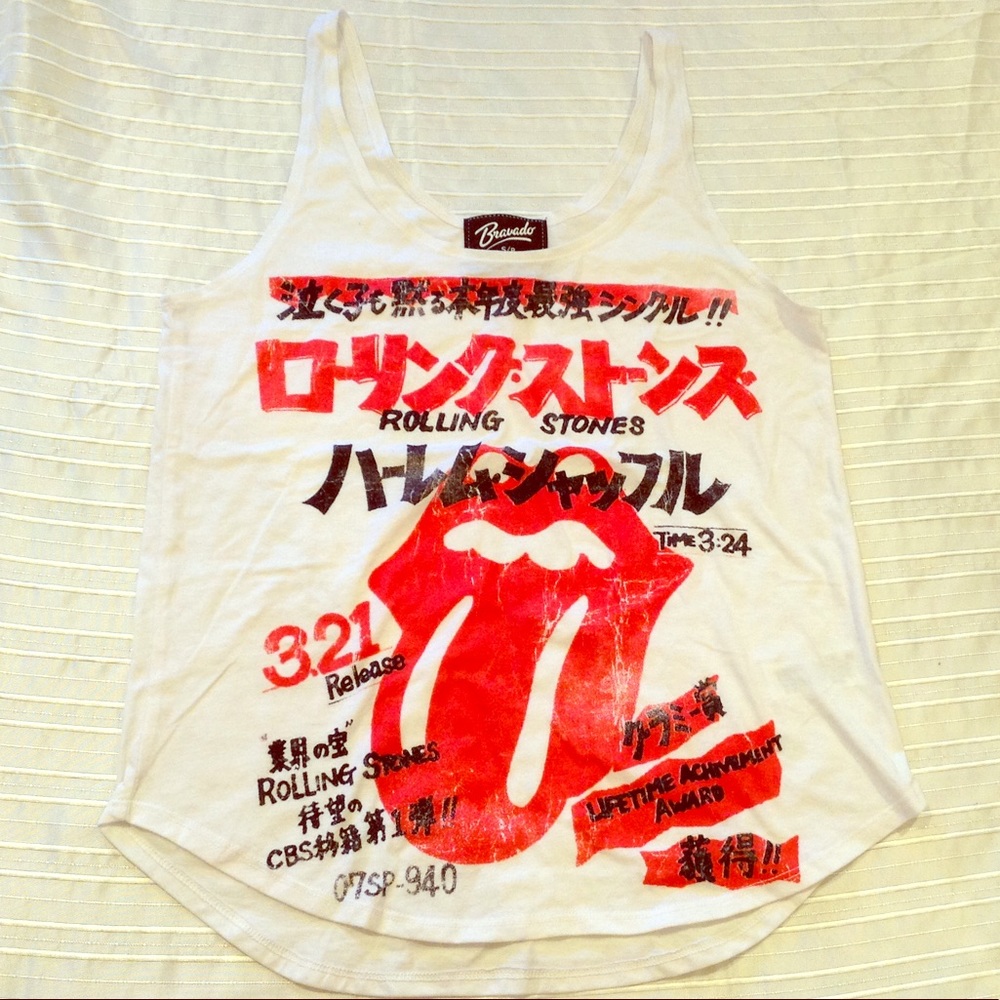 Bravado
S/P
泣く子も黙る本年度最強シングル!!
ローリング・ストーンズ
ROLLING STONES
ハーレム・シャッフル
TIME 3:24
3.21
Release
業界の宝"
ROLLING STONES
待望の
CBS移籍第1弾!!
07SP-940
グラミー賞
LIFETIME ACHIVEMENT
AWARD
獲得!!